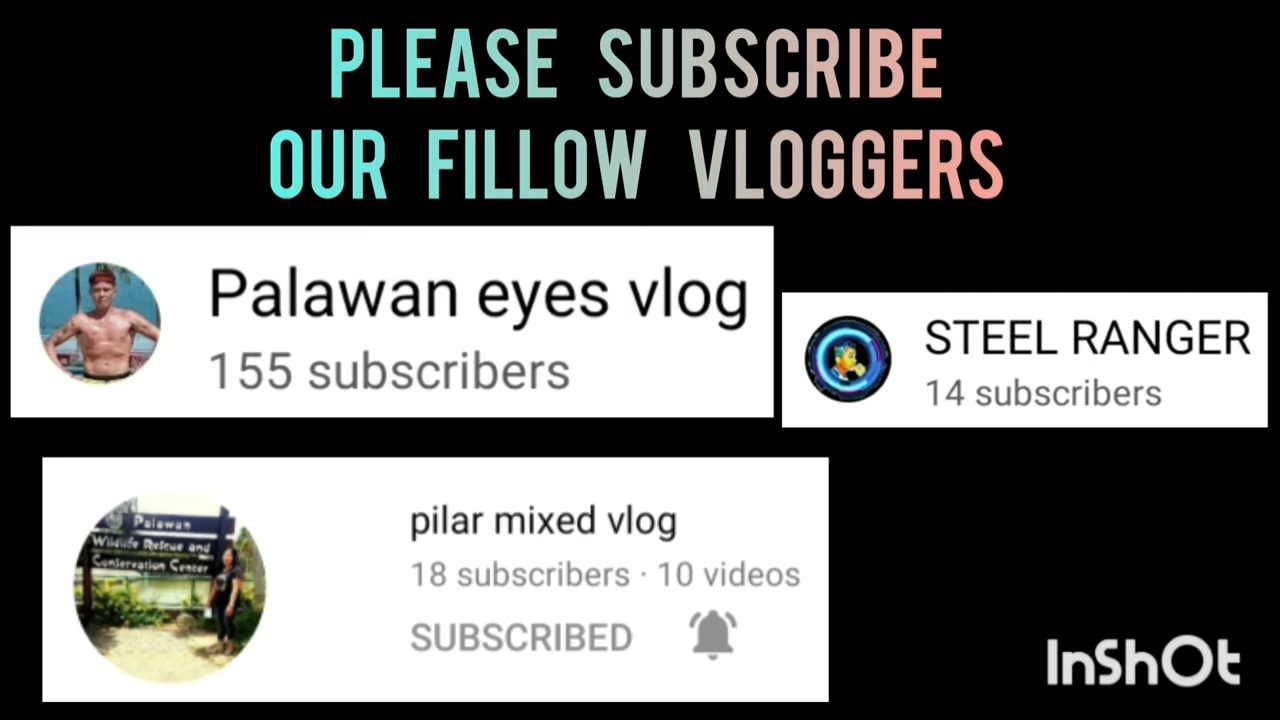 PLEASE SUBSCRIBE
OUR FILLOW VLOGGERS
Palawan eyes vlog
155 subscribers
STEEL RANGER
14 subscribers
Palawan
Wildlife Rescue and
Conservation Center
pilar mixed vlog
18 subscribers · 10 videos
SUBSCRIBED
InShOt